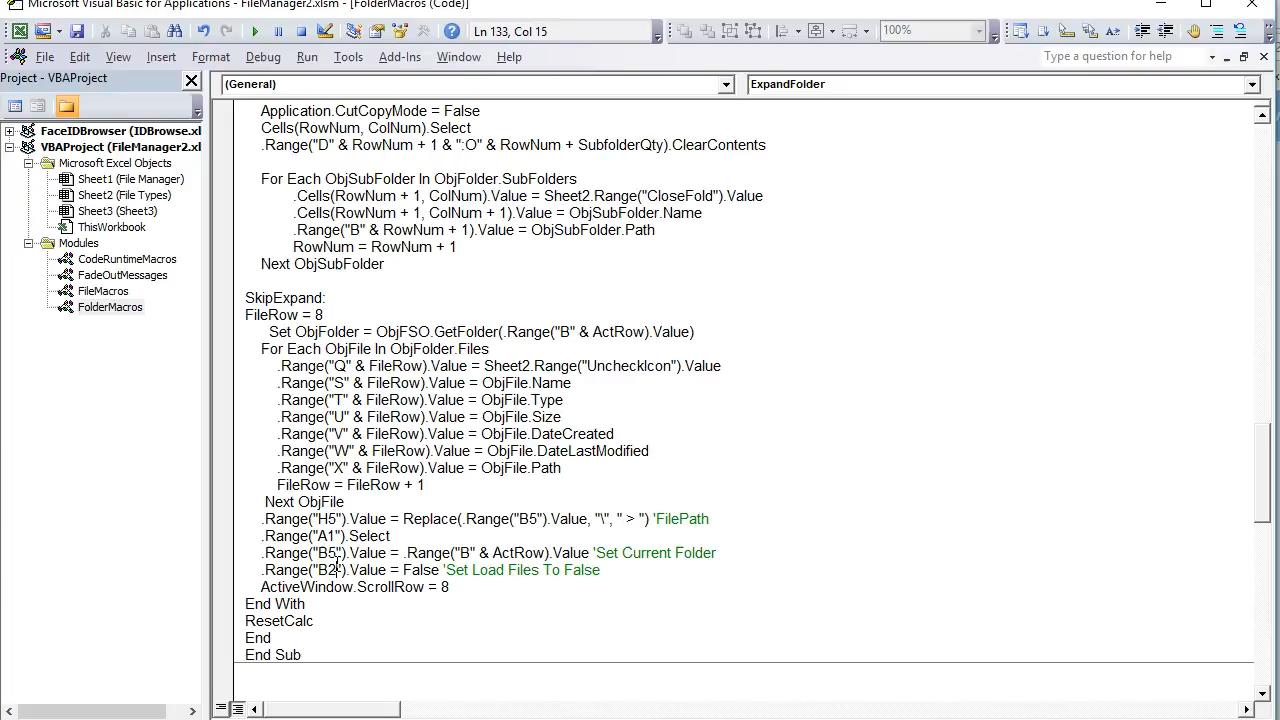 Microsoft Visual Basic for Applications - FileManager2.xlsm - [FolderMacros (Code)]
Ln 133, Col 15
100%
File Edit View Insert Format Debug Run Tools Add-Ins Window Help
Type a question for help
Project - VBAProject
(General)
ExpandFolder
FaceIDBrowser (IDBrowse.xl
VBAProject (FileManager2.xl
Microsoft Excel Objects
Sheet1 (File Manager)
Sheet2 (File Types)
Sheet3 (Sheet3)
ThisWorkbook
Modules
CodeRuntimeMacros
FadeOutMessages
FileMacros
FolderMacros
Application.CutCopyMode = False
Cells(RowNum, ColNum).Select
.Range("D" & RowNum + 1 & ":O" & RowNum + SubfolderQty).ClearContents
For Each ObjSubFolder In ObjFolder.SubFolders
.Cells(RowNum + 1, ColNum).Value = Sheet2.Range("CloseFold").Value
.Cells(RowNum + 1, ColNum + 1).Value = ObjSubFolder.Name
.Range("B" & RowNum + 1).Value = ObjSubFolder.Path
RowNum = RowNum + 1
Next ObjSubFolder
SkipExpand:
FileRow = 8
Set ObjFolder = ObjFSO.GetFolder(.Range("B" & ActRow).Value)
For Each ObjFile In ObjFolder.Files
.Range("Q" & FileRow).Value = Sheet2.Range("UncheckIcon").Value
.Range("S" & FileRow).Value = ObjFile.Name
.Range("T" & FileRow).Value = ObjFile.Type
.Range("U" & FileRow).Value = ObjFile.Size
.Range("V" & FileRow).Value = ObjFile.DateCreated
.Range("W" & FileRow).Value = ObjFile.DateLastModified
.Range("X" & FileRow).Value = ObjFile.Path
FileRow = FileRow + 1
Next ObjFile
.Range("H5").Value = Replace(.Range("B5").Value, "\", " > ") 'FilePath
.Range("A1").Select
.Range("B5").Value = .Range("B" & ActRow).Value 'Set Current Folder
.Range("B2").Value = False 'Set Load Files To False
ActiveWindow.ScrollRow = 8
End With
ResetCalc
End
End Sub